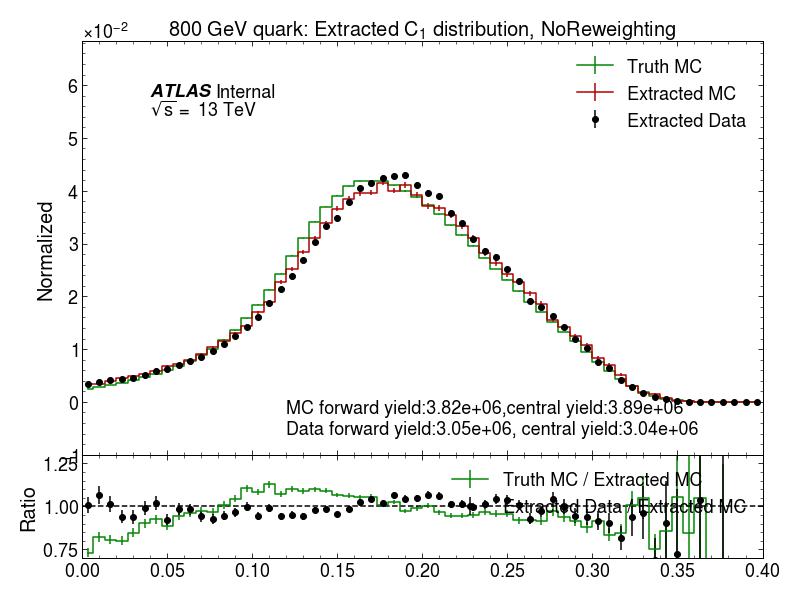 ×10⁻² 800 GeV quark: Extracted C₁ distribution, NoReweighting
ATLAS Internal
√s = 13 TeV
Truth MC
Extracted MC
Extracted Data
6
5
4
3
2
1
0
1
Normalized
MC forward yield:3.82e+06,central yield:3.89e+06
Data forward yield:3.05e+06, central yield:3.04e+06
1.25
1.00
0.75
Ratio
Truth MC / Extracted MC
Extracted Data / Extracted MC
0.00 0.05 0.10 0.15 0.20 0.25 0.30 0.35 0.40